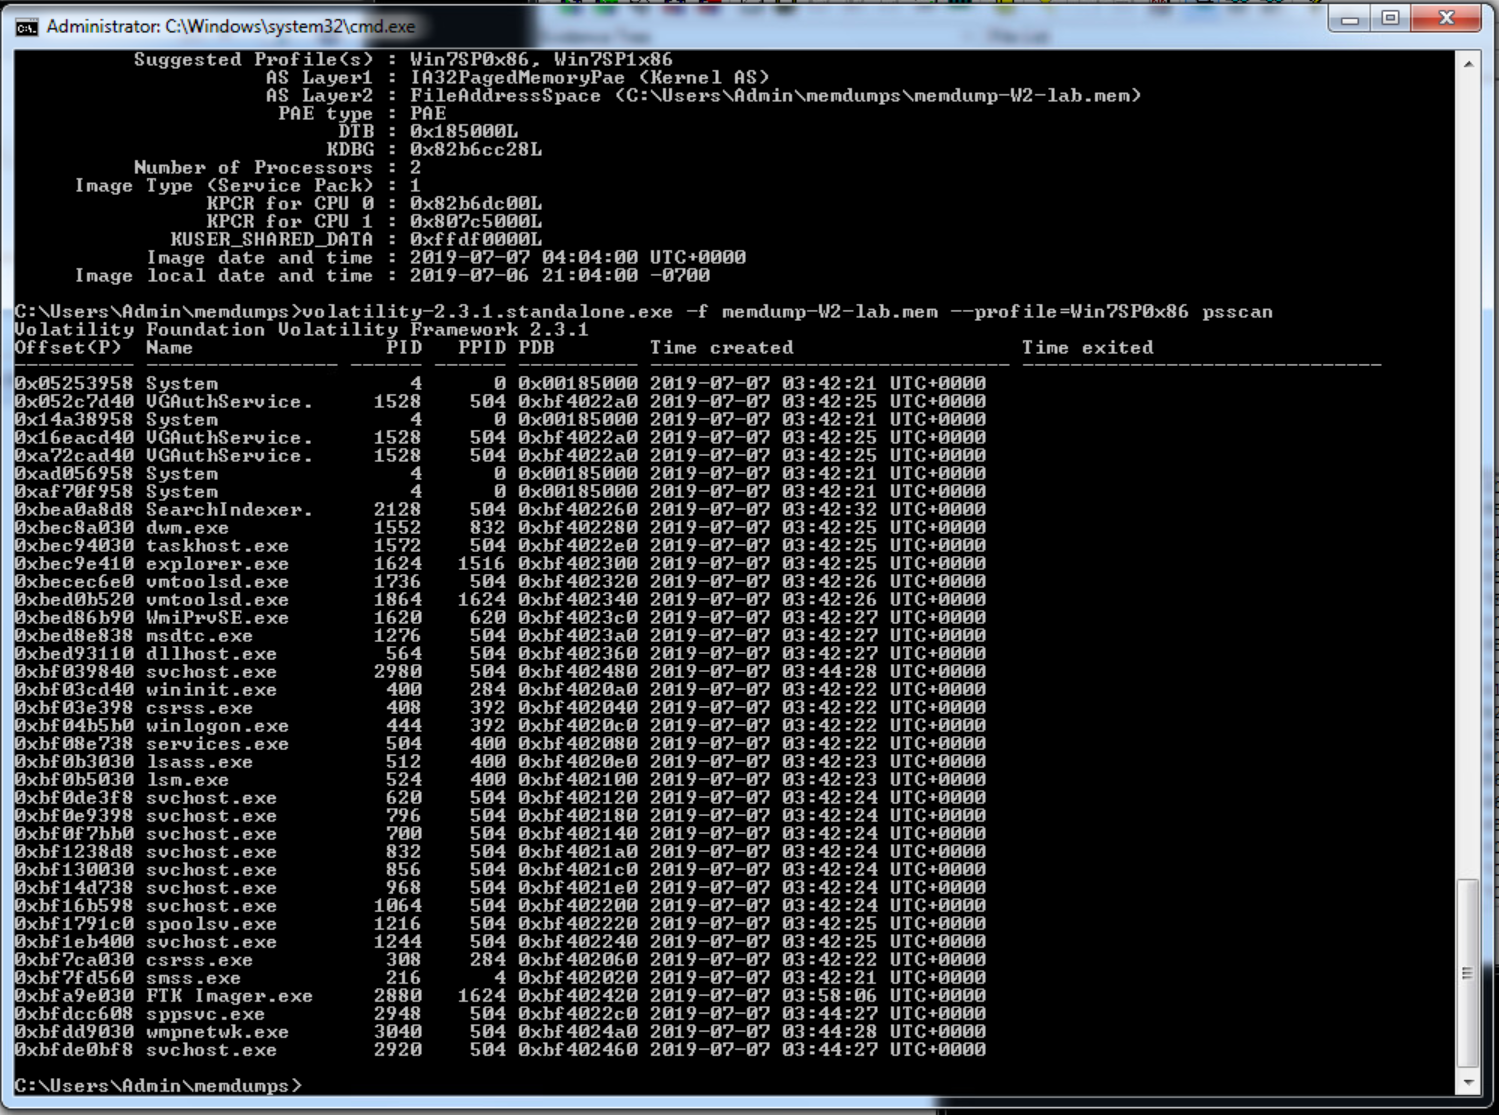 Administrator: C:\Windows\system32\cmd.exe
Suggested Profile(s) : Win7SP0x86, Win7SP1x86
AS Layer1 : IA32PagedMemoryPae (Kernel AS)
AS Layer2 : FileAddressSpace (C:\Users\Admin\memdumps\memdump-W2-lab.mem)
PAE type : PAE
DTB : 0x185000L
KDBG : 0x82b6cc28L
Number of Processors : 2
Image Type (Service Pack) : 1
KPCR for CPU 0 : 0x82b6dc00L
KPCR for CPU 1 : 0x807c5000L
KUSER_SHARED_DATA : 0xffdf0000L
Image date and time : 2019-07-07 04:04:00 UTC+0000
Image local date and time : 2019-07-06 21:04:00 -0700
C:\Users\Admin\memdumps>volatility-2.3.1.standalone.exe -f memdump-W2-lab.mem --profile=Win7SP0x86 psscan
Volatility Foundation Volatility Framework 2.3.1
Offset(P)  Name                PID   PPID PDB        Time created                   Time exited
---------- ---------------- ------ ------ ---------- ------------------------------ ------------------------------
0x05253958 System                4      0 0x00185000 2019-07-07 03:42:21 UTC+0000
0x052c7d40 VGAuthService.     1528    504 0xbf4022a0 2019-07-07 03:42:25 UTC+0000
0x14a38958 System                4      0 0x00185000 2019-07-07 03:42:21 UTC+0000
0x16eacd40 VGAuthService.     1528    504 0xbf4022a0 2019-07-07 03:42:25 UTC+0000
0xa72cad40 VGAuthService.     1528    504 0xbf4022a0 2019-07-07 03:42:25 UTC+0000
0xad056958 System                4      0 0x00185000 2019-07-07 03:42:21 UTC+0000
0xaf70f958 System                4      0 0x00185000 2019-07-07 03:42:21 UTC+0000
0xbea0a8d8 SearchIndexer.     2128    504 0xbf402260 2019-07-07 03:42:32 UTC+0000
0xbec8a030 dwm.exe            1552    832 0xbf402280 2019-07-07 03:42:25 UTC+0000
0xbec94030 taskhost.exe       1572    504 0xbf4022e0 2019-07-07 03:42:25 UTC+0000
0xbec9e410 explorer.exe       1624   1516 0xbf402300 2019-07-07 03:42:25 UTC+0000
0xbecec6e0 vmtoolsd.exe       1736    504 0xbf402320 2019-07-07 03:42:26 UTC+0000
0xbed0b520 vmtoolsd.exe       1864   1624 0xbf402340 2019-07-07 03:42:26 UTC+0000
0xbed86b90 WmiPrvSE.exe       1620    620 0xbf4023c0 2019-07-07 03:42:27 UTC+0000
0xbed8e838 msdtc.exe          1276    504 0xbf4023a0 2019-07-07 03:42:27 UTC+0000
0xbed93110 dllhost.exe         564    504 0xbf402360 2019-07-07 03:42:27 UTC+0000
0xbf039840 svchost.exe        2980    504 0xbf402480 2019-07-07 03:44:28 UTC+0000
0xbf03cd40 wininit.exe         400    284 0xbf4020a0 2019-07-07 03:42:22 UTC+0000
0xbf03e398 csrss.exe           408    392 0xbf402040 2019-07-07 03:42:22 UTC+0000
0xbf04b5b0 winlogon.exe        444    392 0xbf4020c0 2019-07-07 03:42:22 UTC+0000
0xbf08e738 services.exe        504    400 0xbf402080 2019-07-07 03:42:22 UTC+0000
0xbf0b3030 lsass.exe           512    400 0xbf4020e0 2019-07-07 03:42:23 UTC+0000
0xbf0b5030 lsm.exe             524    400 0xbf402100 2019-07-07 03:42:23 UTC+0000
0xbf0de3f8 svchost.exe         620    504 0xbf402120 2019-07-07 03:42:24 UTC+0000
0xbf0e9398 svchost.exe         796    504 0xbf402180 2019-07-07 03:42:24 UTC+0000
0xbf0f7bb0 svchost.exe         700    504 0xbf402140 2019-07-07 03:42:24 UTC+0000
0xbf1238d8 svchost.exe         832    504 0xbf4021a0 2019-07-07 03:42:24 UTC+0000
0xbf130030 svchost.exe         856    504 0xbf4021c0 2019-07-07 03:42:24 UTC+0000
0xbf14d738 svchost.exe         968    504 0xbf4021e0 2019-07-07 03:42:24 UTC+0000
0xbf16b598 svchost.exe        1064    504 0xbf402200 2019-07-07 03:42:24 UTC+0000
0xbf1791c0 spoolsv.exe        1216    504 0xbf402220 2019-07-07 03:42:25 UTC+0000
0xbf1eb400 svchost.exe        1244    504 0xbf402240 2019-07-07 03:42:25 UTC+0000
0xbf7ca030 csrss.exe           308    284 0xbf402060 2019-07-07 03:42:22 UTC+0000
0xbf7fd560 smss.exe            216      4 0xbf402020 2019-07-07 03:42:21 UTC+0000
0xbfa9e030 FTK Imager.exe     2880   1624 0xbf402420 2019-07-07 03:58:06 UTC+0000
0xbfdcc608 sppsvc.exe         2948    504 0xbf4022c0 2019-07-07 03:44:27 UTC+0000
0xbfdd9030 wmpnetwk.exe       3040    504 0xbf4024a0 2019-07-07 03:44:28 UTC+0000
0xbfde0bf8 svchost.exe        2920    504 0xbf402460 2019-07-07 03:44:27 UTC+0000
C:\Users\Admin\memdumps>